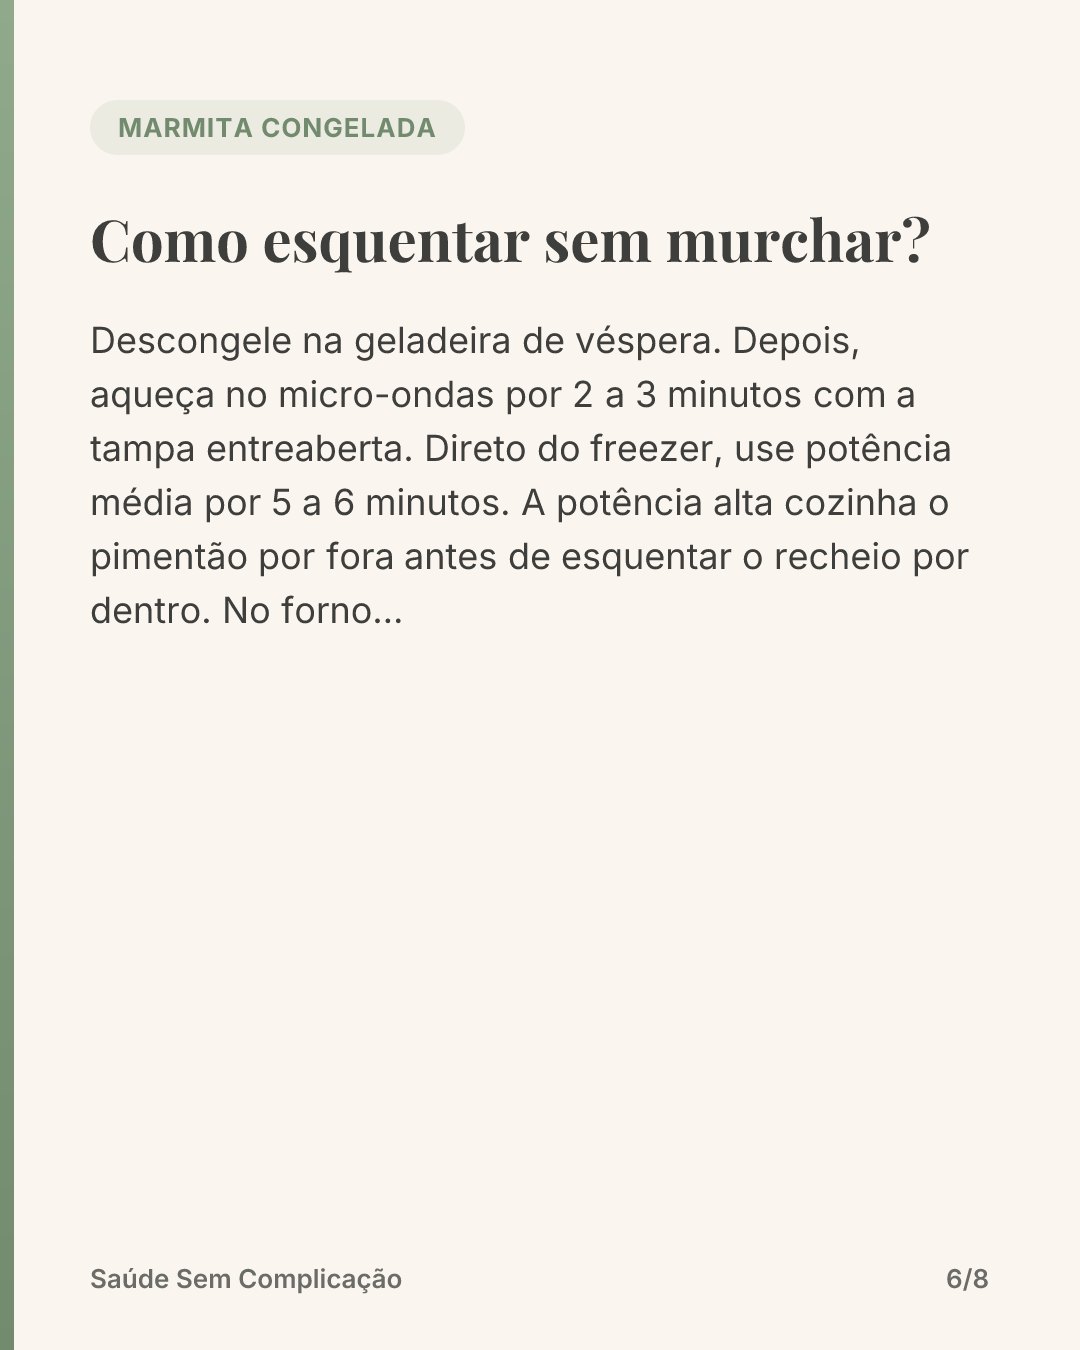 MARMITA CONGELADA
Como esquentar sem murchar?
Descongele na geladeira de véspera. Depois,
aqueça no micro-ondas por 2 a 3 minutos com a
tampa entreaberta. Direto do freezer, use potência
média por 5 a 6 minutos. A potência alta cozinha o
pimentão por fora antes de esquentar o recheio por
dentro. No forno...
Saúde Sem Complicação
6/8